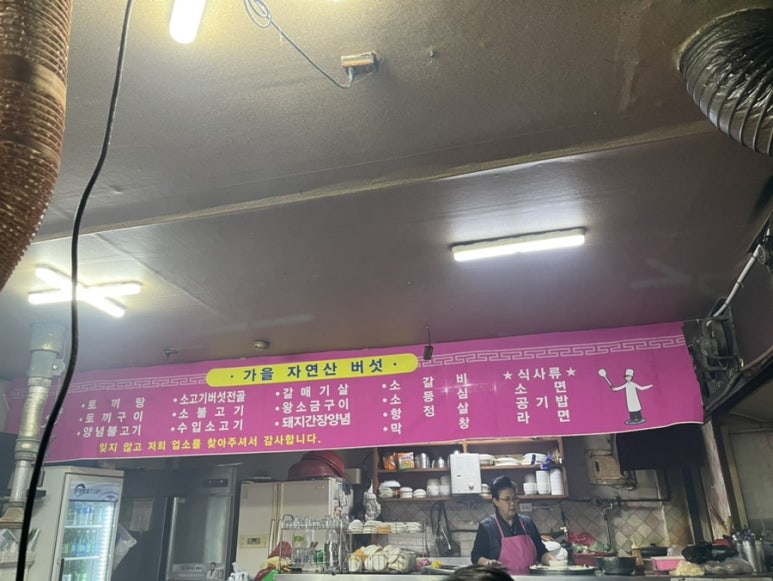 · 가을 자연산 버섯 ·
· 토끼탕
· 토끼구이
· 양념불고기
· 소고기버섯전골
· 소불고기
· 수입소고기
· 갈매기살
· 왕소금구이
· 돼지간장양념
· 소갈비
· 소등심
· 항정살
· 막창
★식사류★
소면
공기밥
라면
잊지 않고 저희 업소를 찾아주셔서 감사합니다.